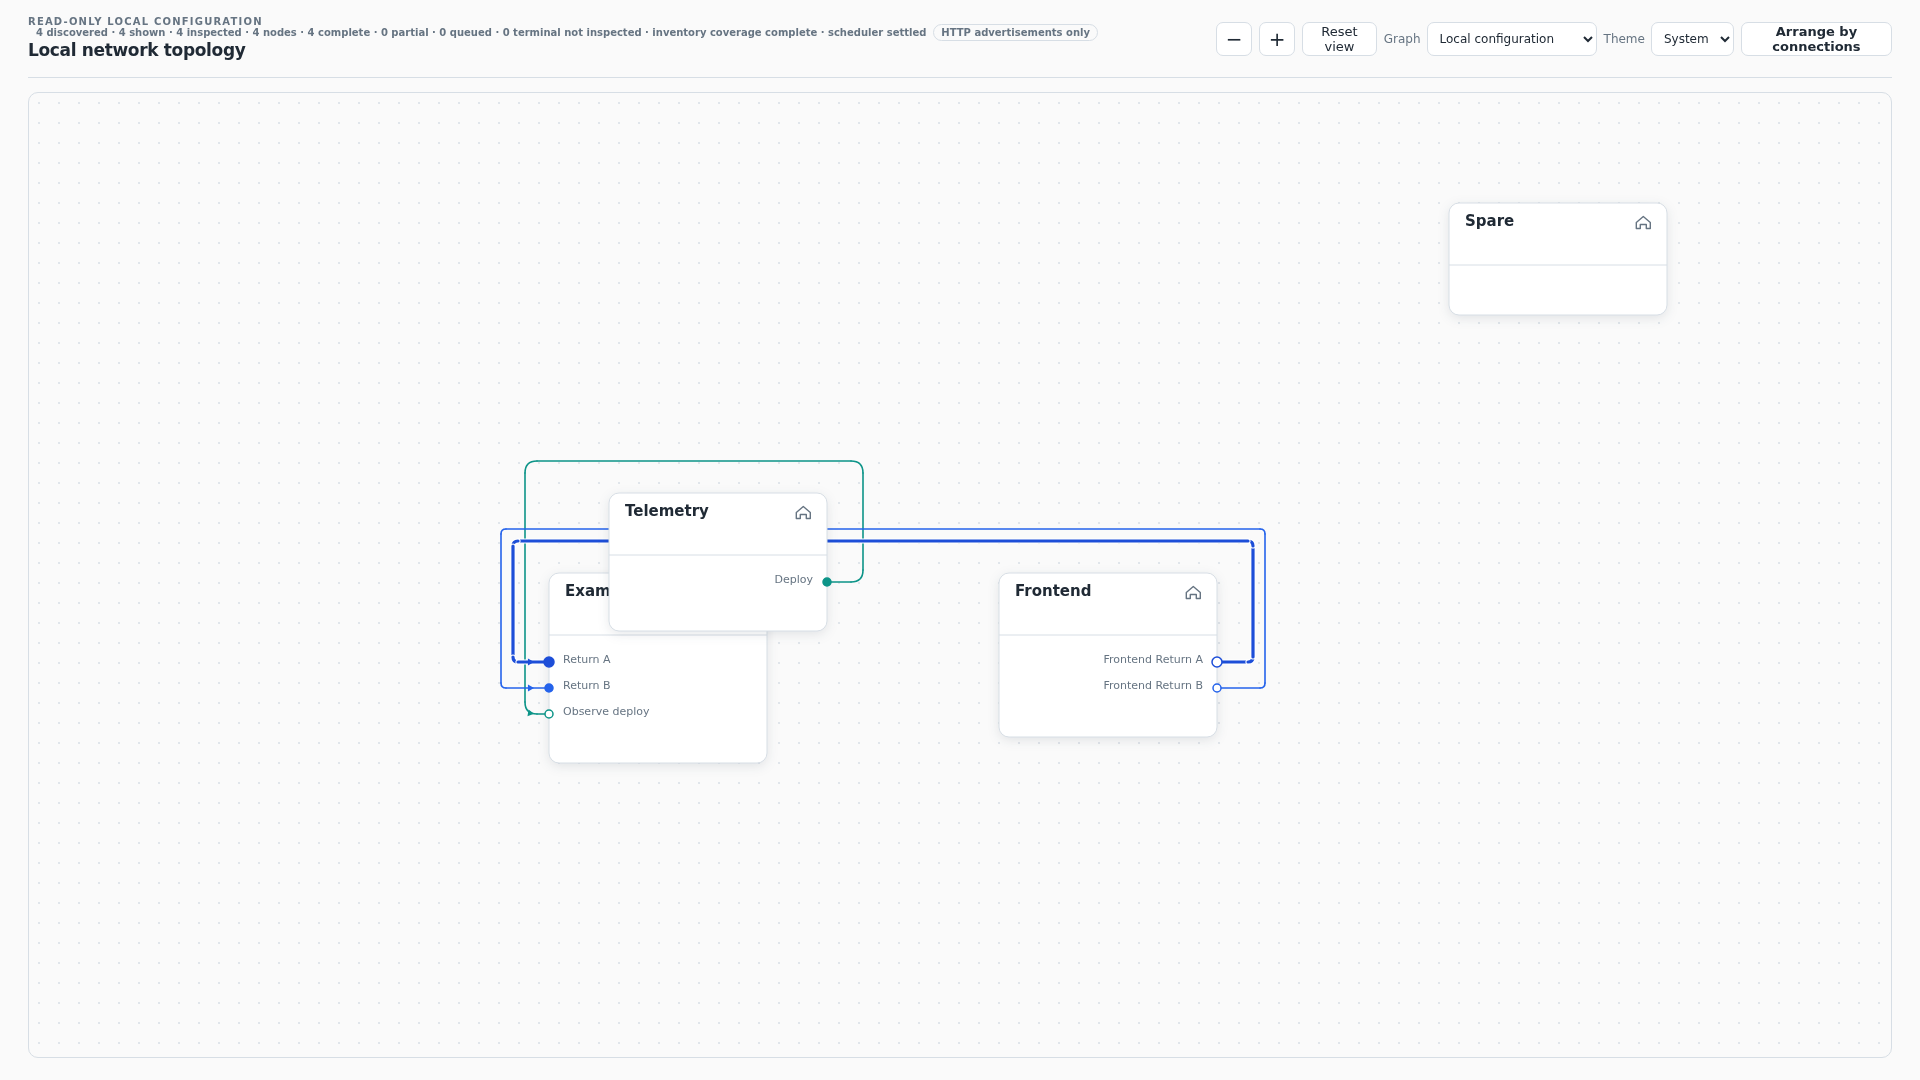 READ-ONLY LOCAL CONFIGURATION
4 discovered · 4 shown · 4 inspected · 4 nodes · 4 complete · 0 partial · 0 queued · 0 terminal not inspected · inventory coverage complete · scheduler settled HTTP advertisements only
Local network topology
− + Reset view Graph Local configuration Theme System Arrange by connections
Spare
Telemetry
Deploy
Exam
Return A
Return B
Observe deploy
Frontend
Frontend Return A
Frontend Return B